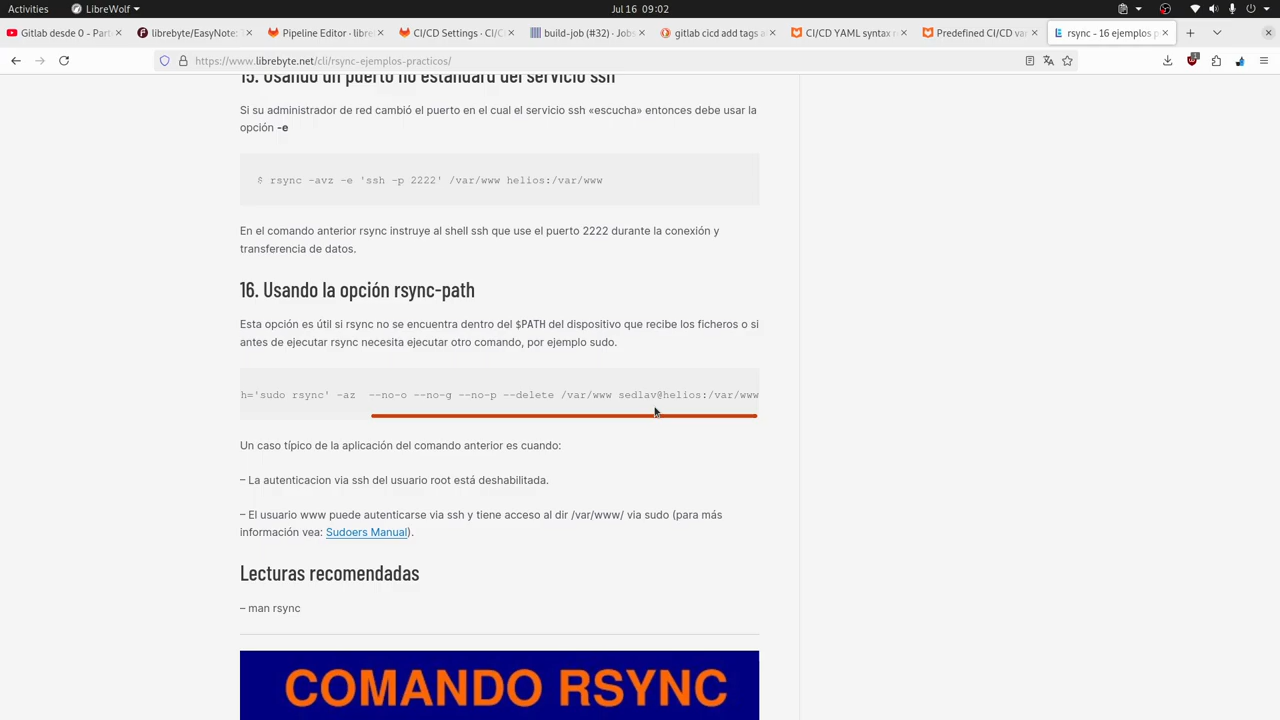 Activities
LibreWolf
Jul 16 09:02
Gitlab desde 0 - Part
librebyte/EasyNote:
Pipeline Editor · libre
CI/CD Settings · CI/C
build-job (#32) · Jobs
gitlab cicd add tags a
CI/CD YAML syntax r
Predefined CI/CD var
rsync - 16 ejemplos p
https://www.librebyte.net/cli/rsync-ejemplos-practicos/
15. Usando un puerto no estándard del servicio ssh
Si su administrador de red cambió el puerto en el cual el servicio ssh «escucha» entonces debe usar la
opción -e
$ rsync -avz -e 'ssh -p 2222' /var/www helios:/var/www
En el comando anterior rsync instruye al shell ssh que use el puerto 2222 durante la conexión y
transferencia de datos.
16. Usando la opción rsync-path
Esta opción es útil si rsync no se encuentra dentro del $PATH del dispositivo que recibe los ficheros o si
antes de ejecutar rsync necesita ejecutar otro comando, por ejemplo sudo.
h='sudo rsync' -az  --no-o --no-g --no-p --delete /var/www sedlav@helios:/var/www
Un caso típico de la aplicación del comando anterior es cuando:
– La autenticacion via ssh del usuario root está deshabilitada.
– El usuario www puede autenticarse via ssh y tiene acceso al dir /var/www/ via sudo (para más
información vea: Sudoers Manual).
Lecturas recomendadas
– man rsync
COMANDO RSYNC